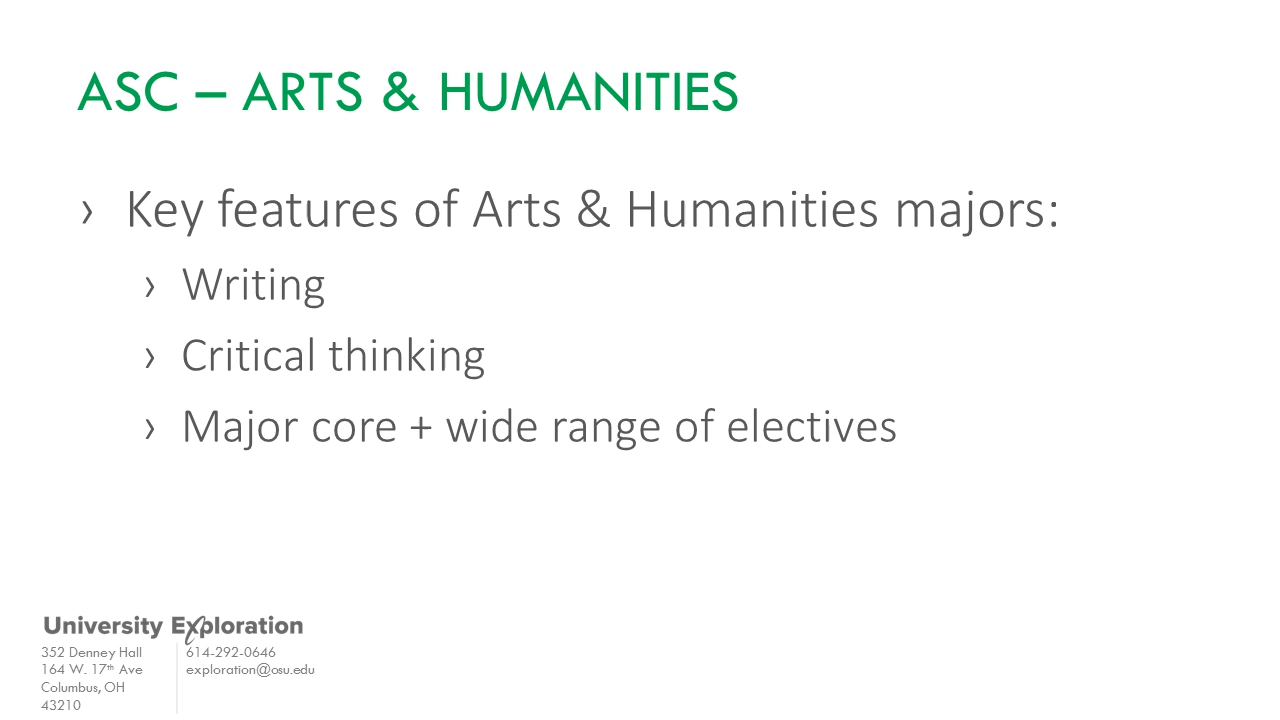 ASC – ARTS & HUMANITIES
› Key features of Arts & Humanities majors:
› Writing
› Critical thinking
› Major core + wide range of electives
University Exploration
352 Denney Hall
164 W. 17th Ave
Columbus, OH
43210
614-292-0646
exploration@osu.edu